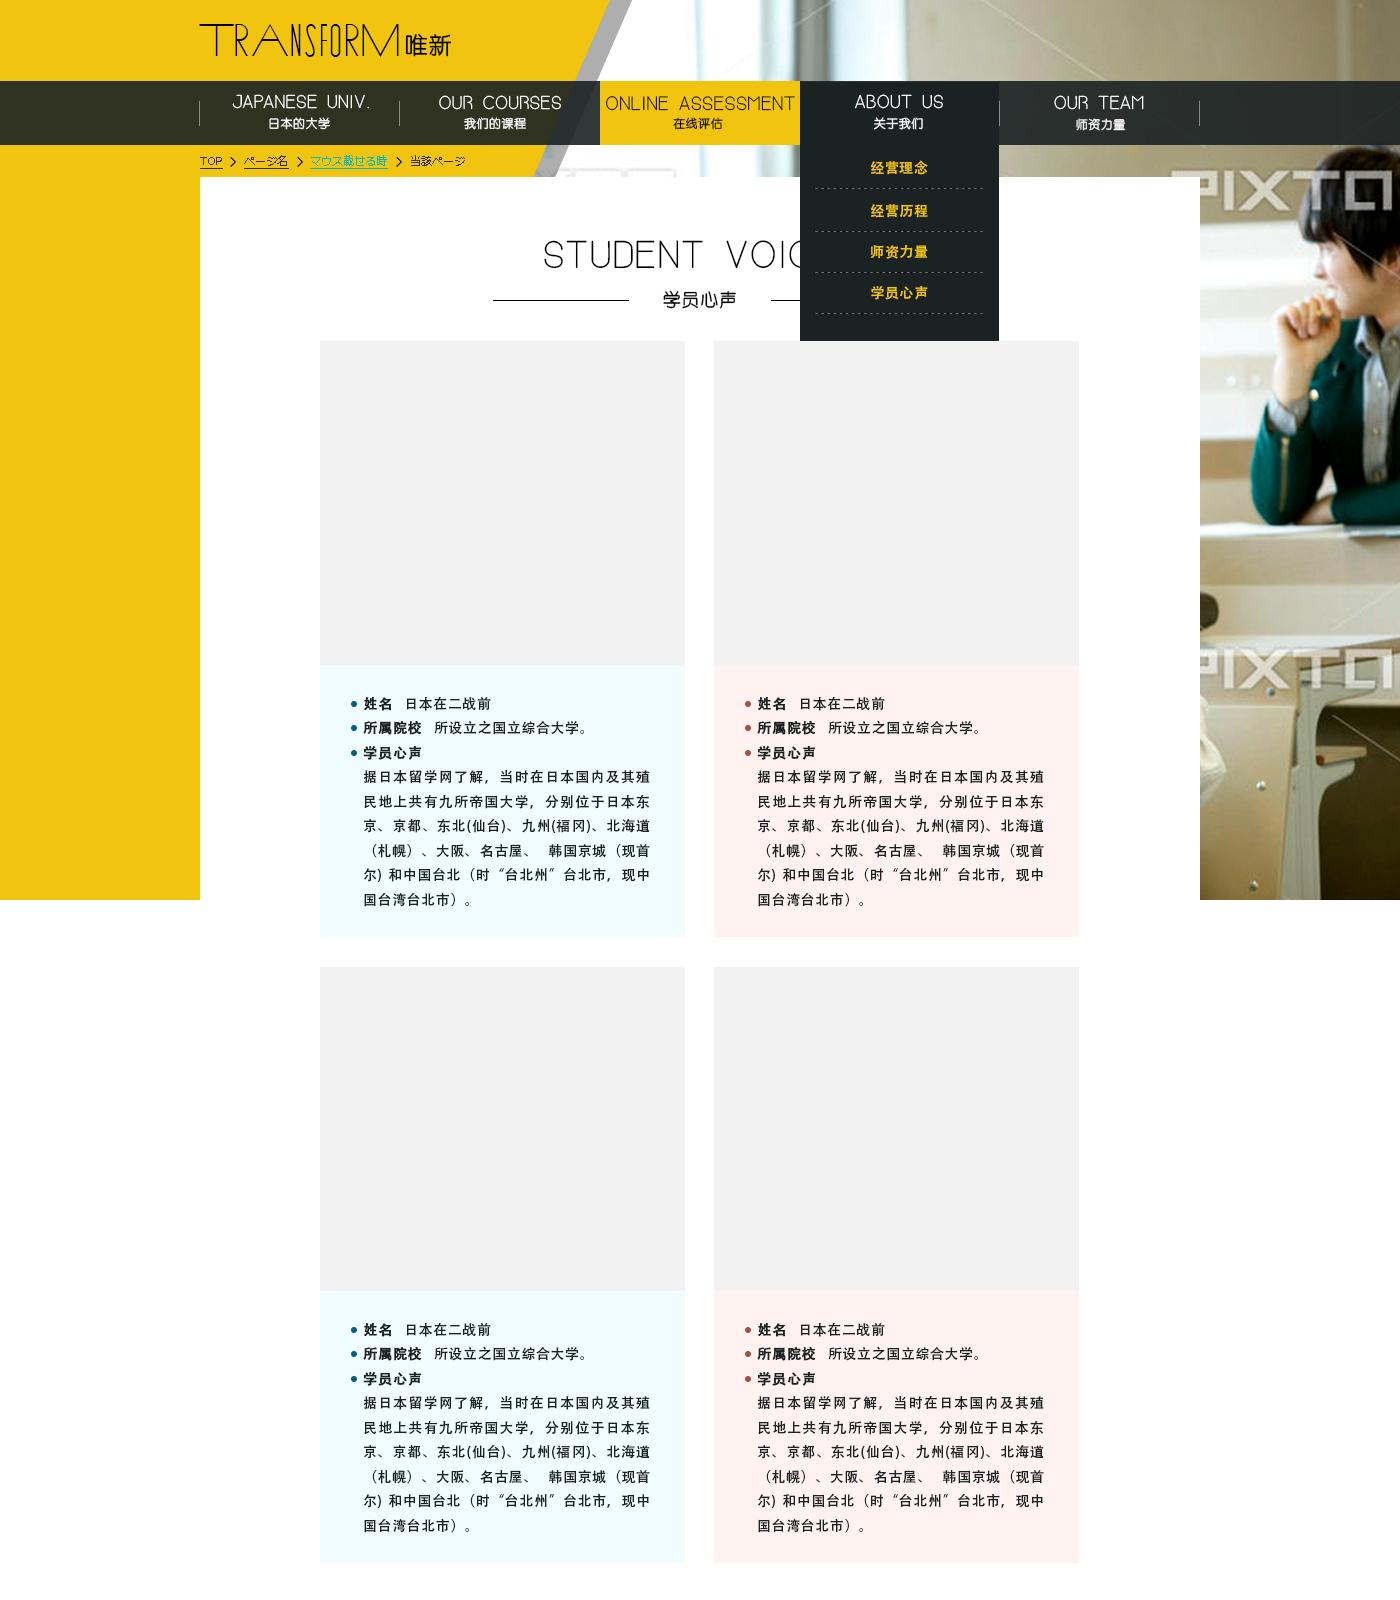 TRANSFORM 唯新
JAPANESE UNIV.
日本的大学
OUR COURSES
我们的课程
ONLINE ASSESSMENT
在线评估
ABOUT US
关于我们
OUR TEAM
师资力量
经营理念
经营历程
师资力量
学员心声
TOP > ページ名 > マウス載せる時 > 当該ページ
PIXTA
STUDENT VOIC
学员心声
姓名 日本在二战前
所属院校 所设立之国立综合大学。
学员心声
据日本留学网了解，当时在日本国内及其殖
民地上共有九所帝国大学，分别位于日本东
京、京都、东北(仙台)、九州(福冈)、北海道
（札幌）、大阪、名古屋、 韩国京城（现首
尔) 和中国台北（时“台北州”台北市，现中
国台湾台北市）。
姓名 日本在二战前
所属院校 所设立之国立综合大学。
学员心声
据日本留学网了解，当时在日本国内及其殖
民地上共有九所帝国大学，分别位于日本东
京、京都、东北(仙台)、九州(福冈)、北海道
（札幌）、大阪、名古屋、 韩国京城（现首
尔) 和中国台北（时“台北州”台北市，现中
国台湾台北市）。
PIXTA
姓名 日本在二战前
所属院校 所设立之国立综合大学。
学员心声
据日本留学网了解，当时在日本国内及其殖
民地上共有九所帝国大学，分别位于日本东
京、京都、东北(仙台)、九州(福冈)、北海道
（札幌）、大阪、名古屋、 韩国京城（现首
尔) 和中国台北（时“台北州”台北市，现中
国台湾台北市）。
姓名 日本在二战前
所属院校 所设立之国立综合大学。
学员心声
据日本留学网了解，当时在日本国内及其殖
民地上共有九所帝国大学，分别位于日本东
京、京都、东北(仙台)、九州(福冈)、北海道
（札幌）、大阪、名古屋、 韩国京城（现首
尔) 和中国台北（时“台北州”台北市，现中
国台湾台北市）。